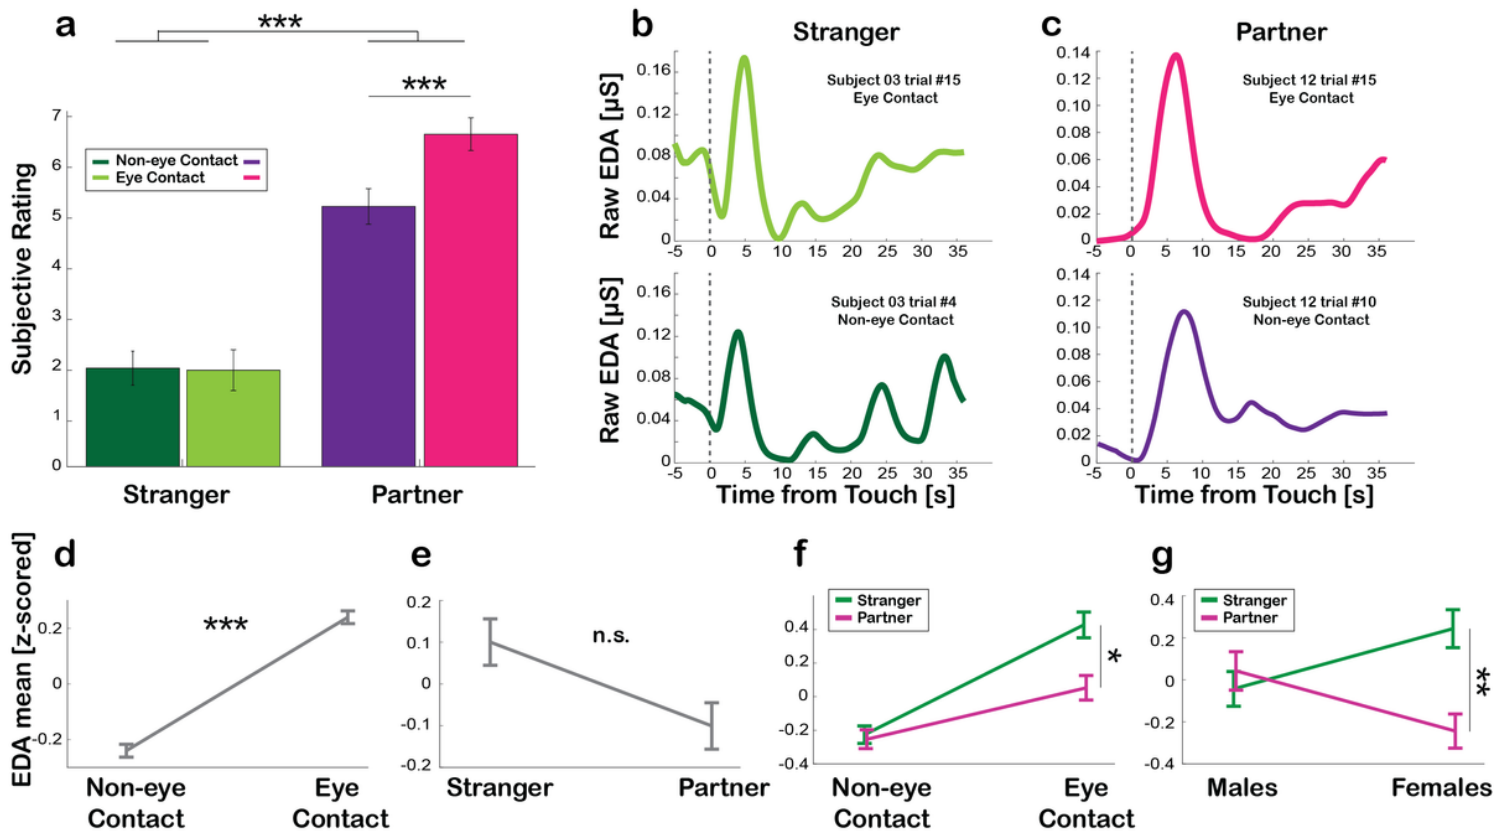 a
***
***
7
6
5
4
3
2
1
0
Subjective Rating
Non-eye Contact
Eye Contact
Stranger
Partner
b
Stranger
Raw EDA [µS]
0.16
0.12
0.08
0.04
0
Subject 03 trial #15
Eye Contact
-5 0 5 10 15 20 25 30 35
Raw EDA [µS]
0.16
0.12
0.08
0.04
0
Subject 03 trial #4
Non-eye Contact
-5 0 5 10 15 20 25 30 35
Time from Touch [s]
c
Partner
0.14
0.12
0.10
0.08
0.06
0.04
0.02
0
Subject 12 trial #15
Eye Contact
-5 0 5 10 15 20 25 30 35
0.14
0.12
0.10
0.08
0.06
0.04
0.02
0
Subject 12 trial #10
Non-eye Contact
-5 0 5 10 15 20 25 30 35
Time from Touch [s]
d
EDA mean [z-scored]
0.2
0
-0.2
***
Non-eye
Contact
Eye
Contact
e
0.2
0.1
0
-0.1
-0.2
n.s.
Stranger
Partner
f
Stranger
Partner
0.4
0.2
0
-0.2
-0.4
*
Non-eye
Contact
Eye
Contact
g
0.4
0.2
0
-0.2
-0.4
Stranger
Partner
**
Males
Females